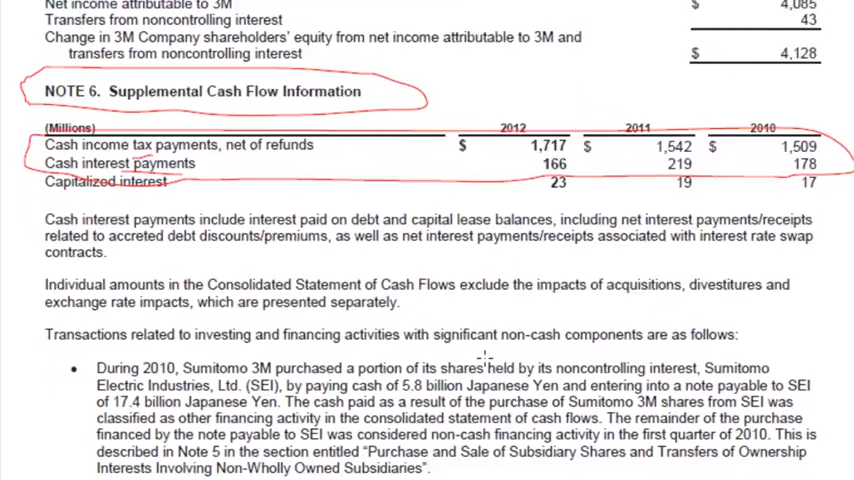 Net income attributable to 3M $ 4,085
Transfers from noncontrolling interest 43
Change in 3M Company shareholders' equity from net income attributable to 3M and
transfers from noncontrolling interest $ 4,128
NOTE 6. Supplemental Cash Flow Information
(Millions) 2012 2011 2010
Cash income tax payments, net of refunds $ 1,717 $ 1,542 $ 1,509
Cash interest payments 166 219 178
Capitalized interest 23 19 17
Cash interest payments include interest paid on debt and capital lease balances, including net interest payments/receipts
related to accreted debt discounts/premiums, as well as net interest payments/receipts associated with interest rate swap
contracts.
Individual amounts in the Consolidated Statement of Cash Flows exclude the impacts of acquisitions, divestitures and
exchange rate impacts, which are presented separately.
Transactions related to investing and financing activities with significant non-cash components are as follows:
• During 2010, Sumitomo 3M purchased a portion of its shares held by its noncontrolling interest, Sumitomo
Electric Industries, Ltd. (SEI), by paying cash of 5.8 billion Japanese Yen and entering into a note payable to SEI
of 17.4 billion Japanese Yen. The cash paid as a result of the purchase of Sumitomo 3M shares from SEI was
classified as other financing activity in the consolidated statement of cash flows. The remainder of the purchase
financed by the note payable to SEI was considered non-cash financing activity in the first quarter of 2010. This is
described in Note 5 in the section entitled "Purchase and Sale of Subsidiary Shares and Transfers of Ownership
Interests Involving Non-Wholly Owned Subsidiaries".